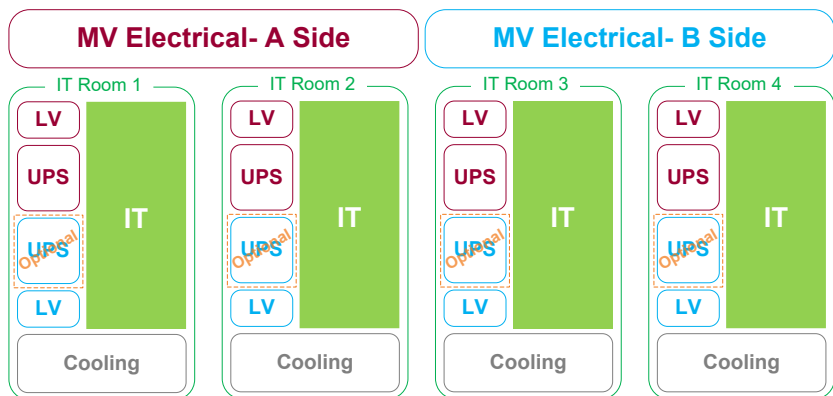 MV Electrical- A Side
MV Electrical- B Side
IT Room 1
LV
UPS
UPS
Optional
LV
IT
Cooling
IT Room 2
LV
UPS
UPS
Optional
LV
IT
Cooling
IT Room 3
LV
UPS
UPS
Optional
LV
IT
Cooling
IT Room 4
LV
UPS
UPS
Optional
LV
IT
Cooling